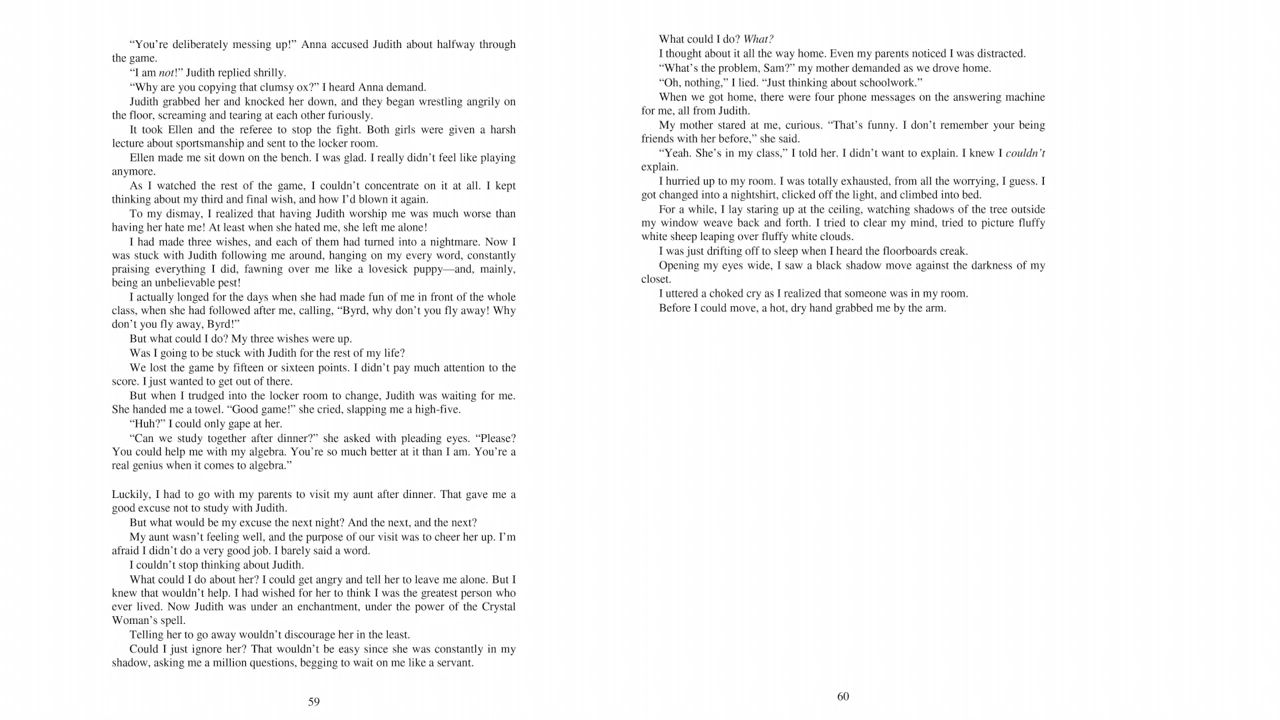 “You’re deliberately messing up!” Anna accused Judith about halfway through
the game.
“I am not!” Judith replied shrilly.
“Why are you copying that clumsy ox?” I heard Anna demand.
Judith grabbed her and knocked her down, and they began wrestling angrily on
the floor, screaming and tearing at each other furiously.
It took Ellen and the referee to stop the fight. Both girls were given a harsh
lecture about sportsmanship and sent to the locker room.
Ellen made me sit down on the bench. I was glad. I really didn’t feel like playing
anymore.
As I watched the rest of the game, I couldn’t concentrate on it at all. I kept
thinking about my third and final wish, and how I’d blown it again.
To my dismay, I realized that having Judith worship me was much worse than
having her hate me! At least when she hated me, she left me alone!
I had made three wishes, and each of them had turned into a nightmare. Now I
was stuck with Judith following me around, hanging on my every word, constantly
praising everything I did, fawning over me like a lovesick puppy—and, mainly,
being an unbelievable pest!
I actually longed for the days when she had made fun of me in front of the whole
class, when she had followed after me, calling, “Byrd, why don’t you fly away! Why
don’t you fly away, Byrd!”
But what could I do? My three wishes were up.
Was I going to be stuck with Judith for the rest of my life?
We lost the game by fifteen or sixteen points. I didn’t pay much attention to the
score. I just wanted to get out of there.
But when I trudged into the locker room to change, Judith was waiting for me.
She handed me a towel. “Good game!” she cried, slapping me a high-five.
“Huh?” I could only gape at her.
“Can we study together after dinner?” she asked with pleading eyes. “Please?
You could help me with my algebra. You’re so much better at it than I am. You’re a
real genius when it comes to algebra.”
Luckily, I had to go with my parents to visit my aunt after dinner. That gave me a
good excuse not to study with Judith.
But what would be my excuse the next night? And the next, and the next?
My aunt wasn’t feeling well, and the purpose of our visit was to cheer her up. I’m
afraid I didn’t do a very good job. I barely said a word.
I couldn’t stop thinking about Judith.
What could I do about her? I could get angry and tell her to leave me alone. But I
knew that wouldn’t help. I had wished for her to think I was the greatest person who
ever lived. Now Judith was under an enchantment, under the power of the Crystal
Woman’s spell.
Telling her to go away wouldn’t discourage her in the least.
Could I just ignore her? That wouldn’t be easy since she was constantly in my
shadow, asking me a million questions, begging to wait on me like a servant.
59
What could I do? What?
I thought about it all the way home. Even my parents noticed I was distracted.
“What’s the problem, Sam?” my mother demanded as we drove home.
“Oh, nothing,” I lied. “Just thinking about schoolwork.”
When we got home, there were four phone messages on the answering machine
for me, all from Judith.
My mother stared at me, curious. “That’s funny. I don’t remember your being
friends with her before,” she said.
“Yeah. She’s in my class,” I told her. I didn’t want to explain. I knew I couldn’t
explain.
I hurried up to my room. I was totally exhausted, from all the worrying, I guess. I
got changed into a nightshirt, clicked off the light, and climbed into bed.
For a while, I lay staring up at the ceiling, watching shadows of the tree outside
my window weave back and forth. I tried to clear my mind, tried to picture fluffy
white sheep leaping over fluffy white clouds.
I was just drifting off to sleep when I heard the floorboards creak.
Opening my eyes wide, I saw a black shadow move against the darkness of my
closet.
I uttered a choked cry as I realized that someone was in my room.
Before I could move, a hot, dry hand grabbed me by the arm.
60